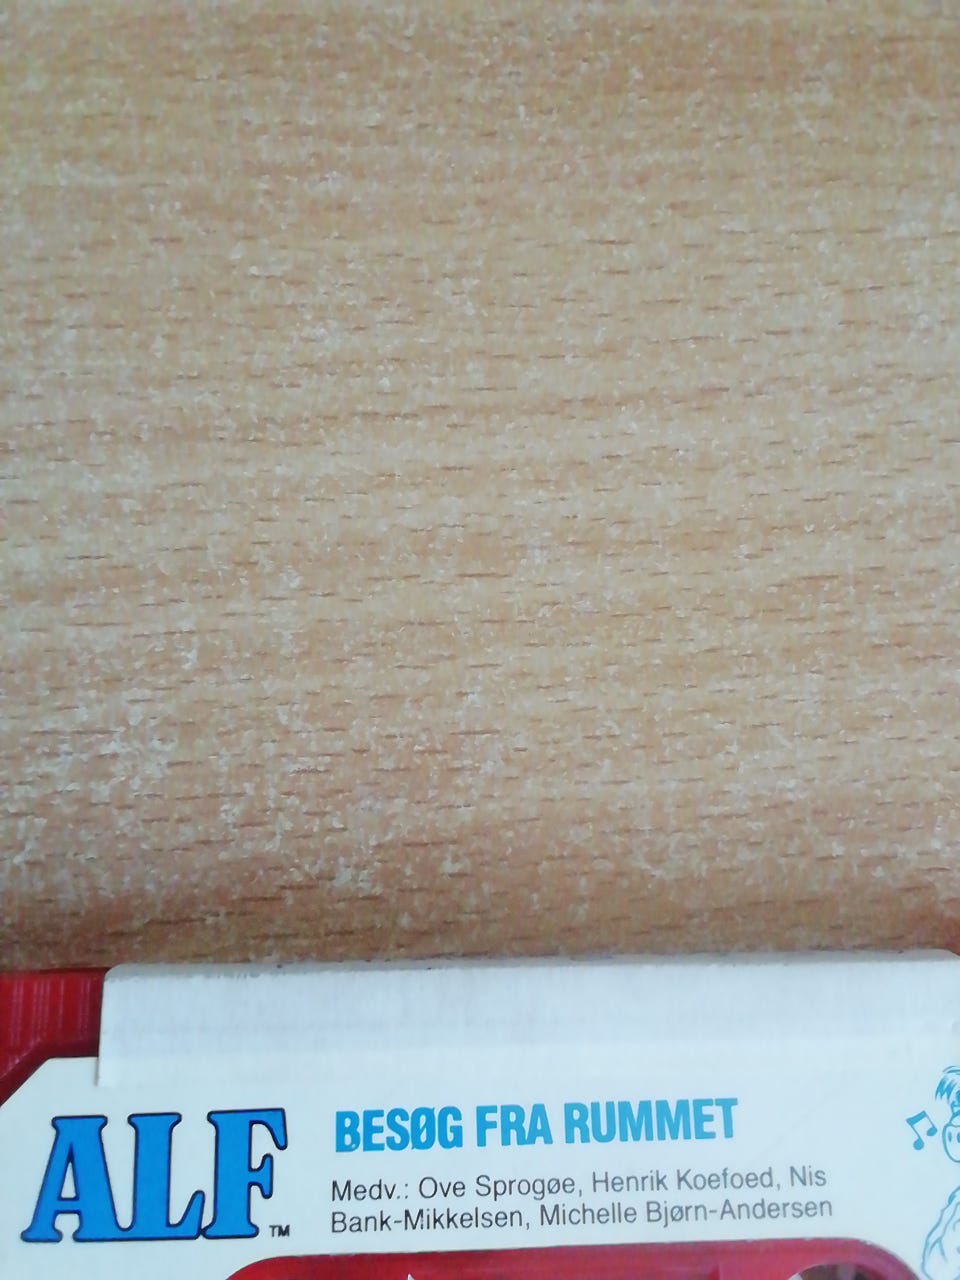 ALF™
BESØG FRA RUMMET
Medv.: Ove Sprogøe, Henrik Koefoed, Nis
Bank-Mikkelsen, Michelle Bjørn-Andersen